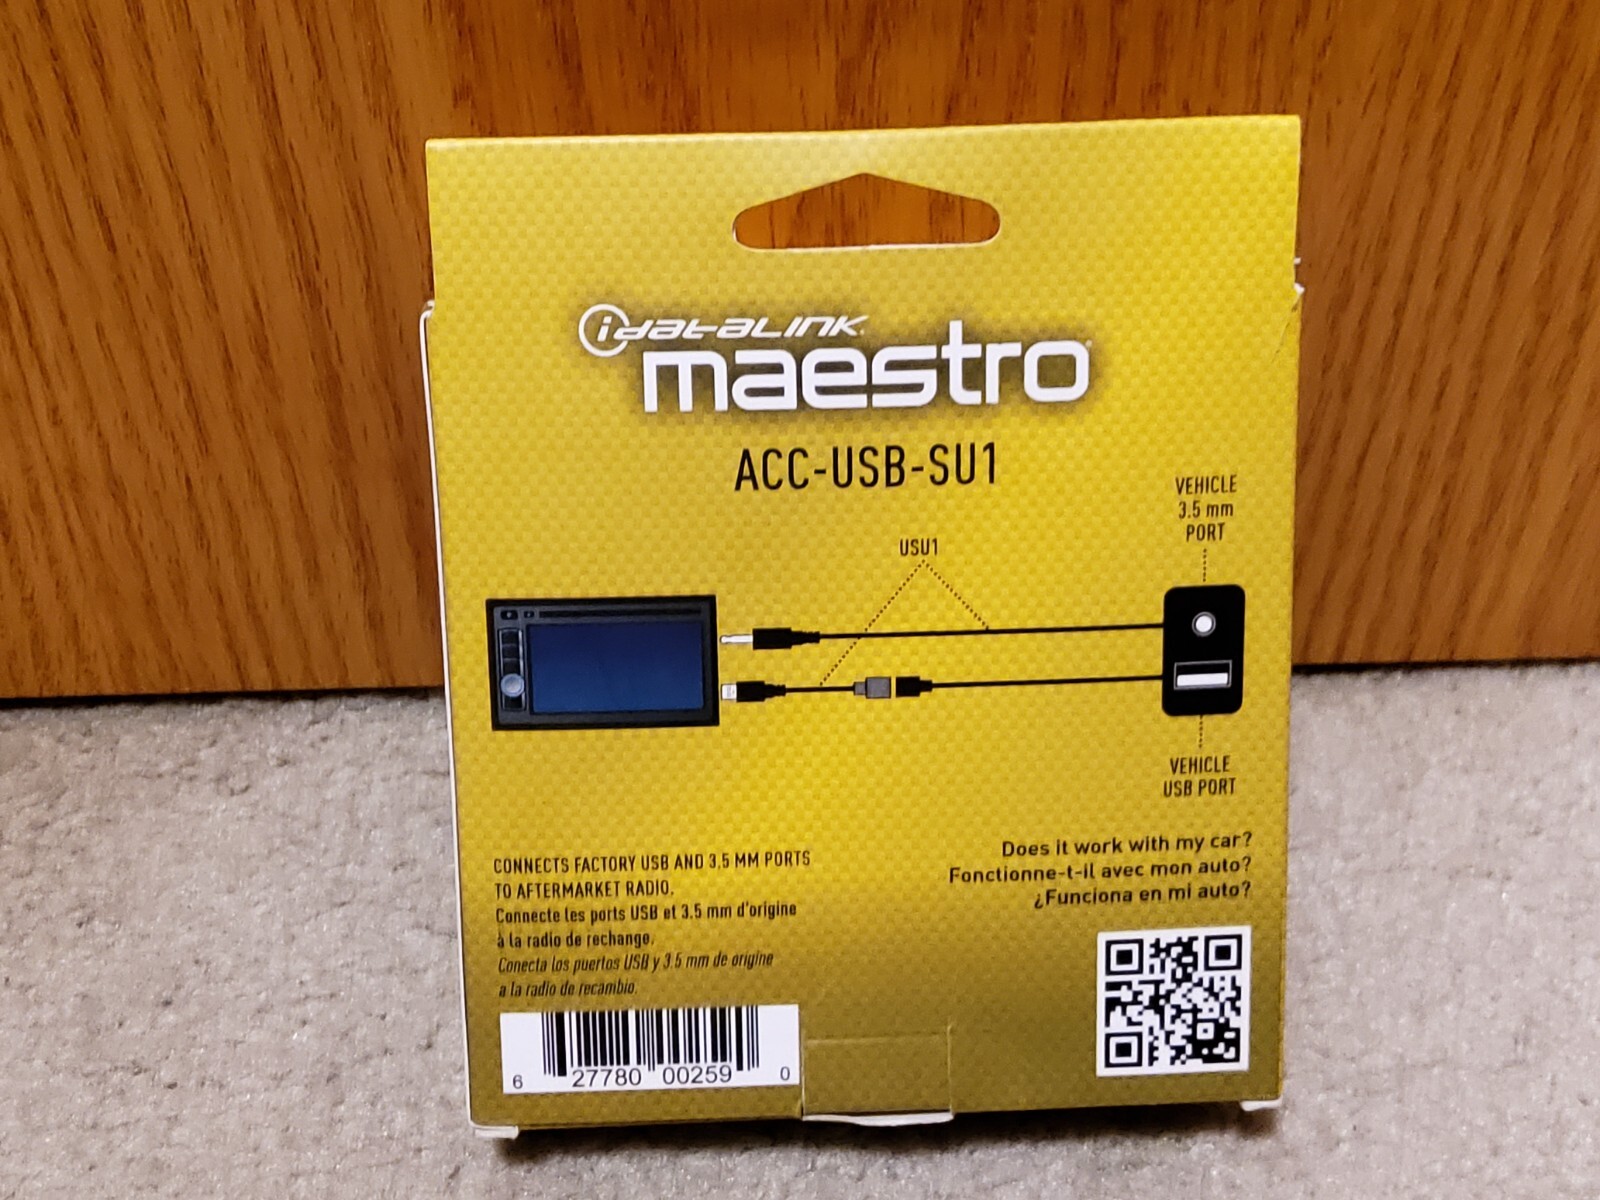 idatalink
maestro
ACC-USB-SU1
VEHICLE
3.5 mm
PORT
USU1
VEHICLE
USB PORT
CONNECTS FACTORY USB AND 3.5 MM PORTS
TO AFTERMARKET RADIO.
Connecte les ports USB et 3.5 mm d'origine
à la radio de rechange.
Conecta los puertos USB y 3.5 mm de origine
a la radio de recambio.
Does it work with my car?
Fonctionne-t-il avec mon auto?
¿Funciona en mi auto?
6 27780 00259 0